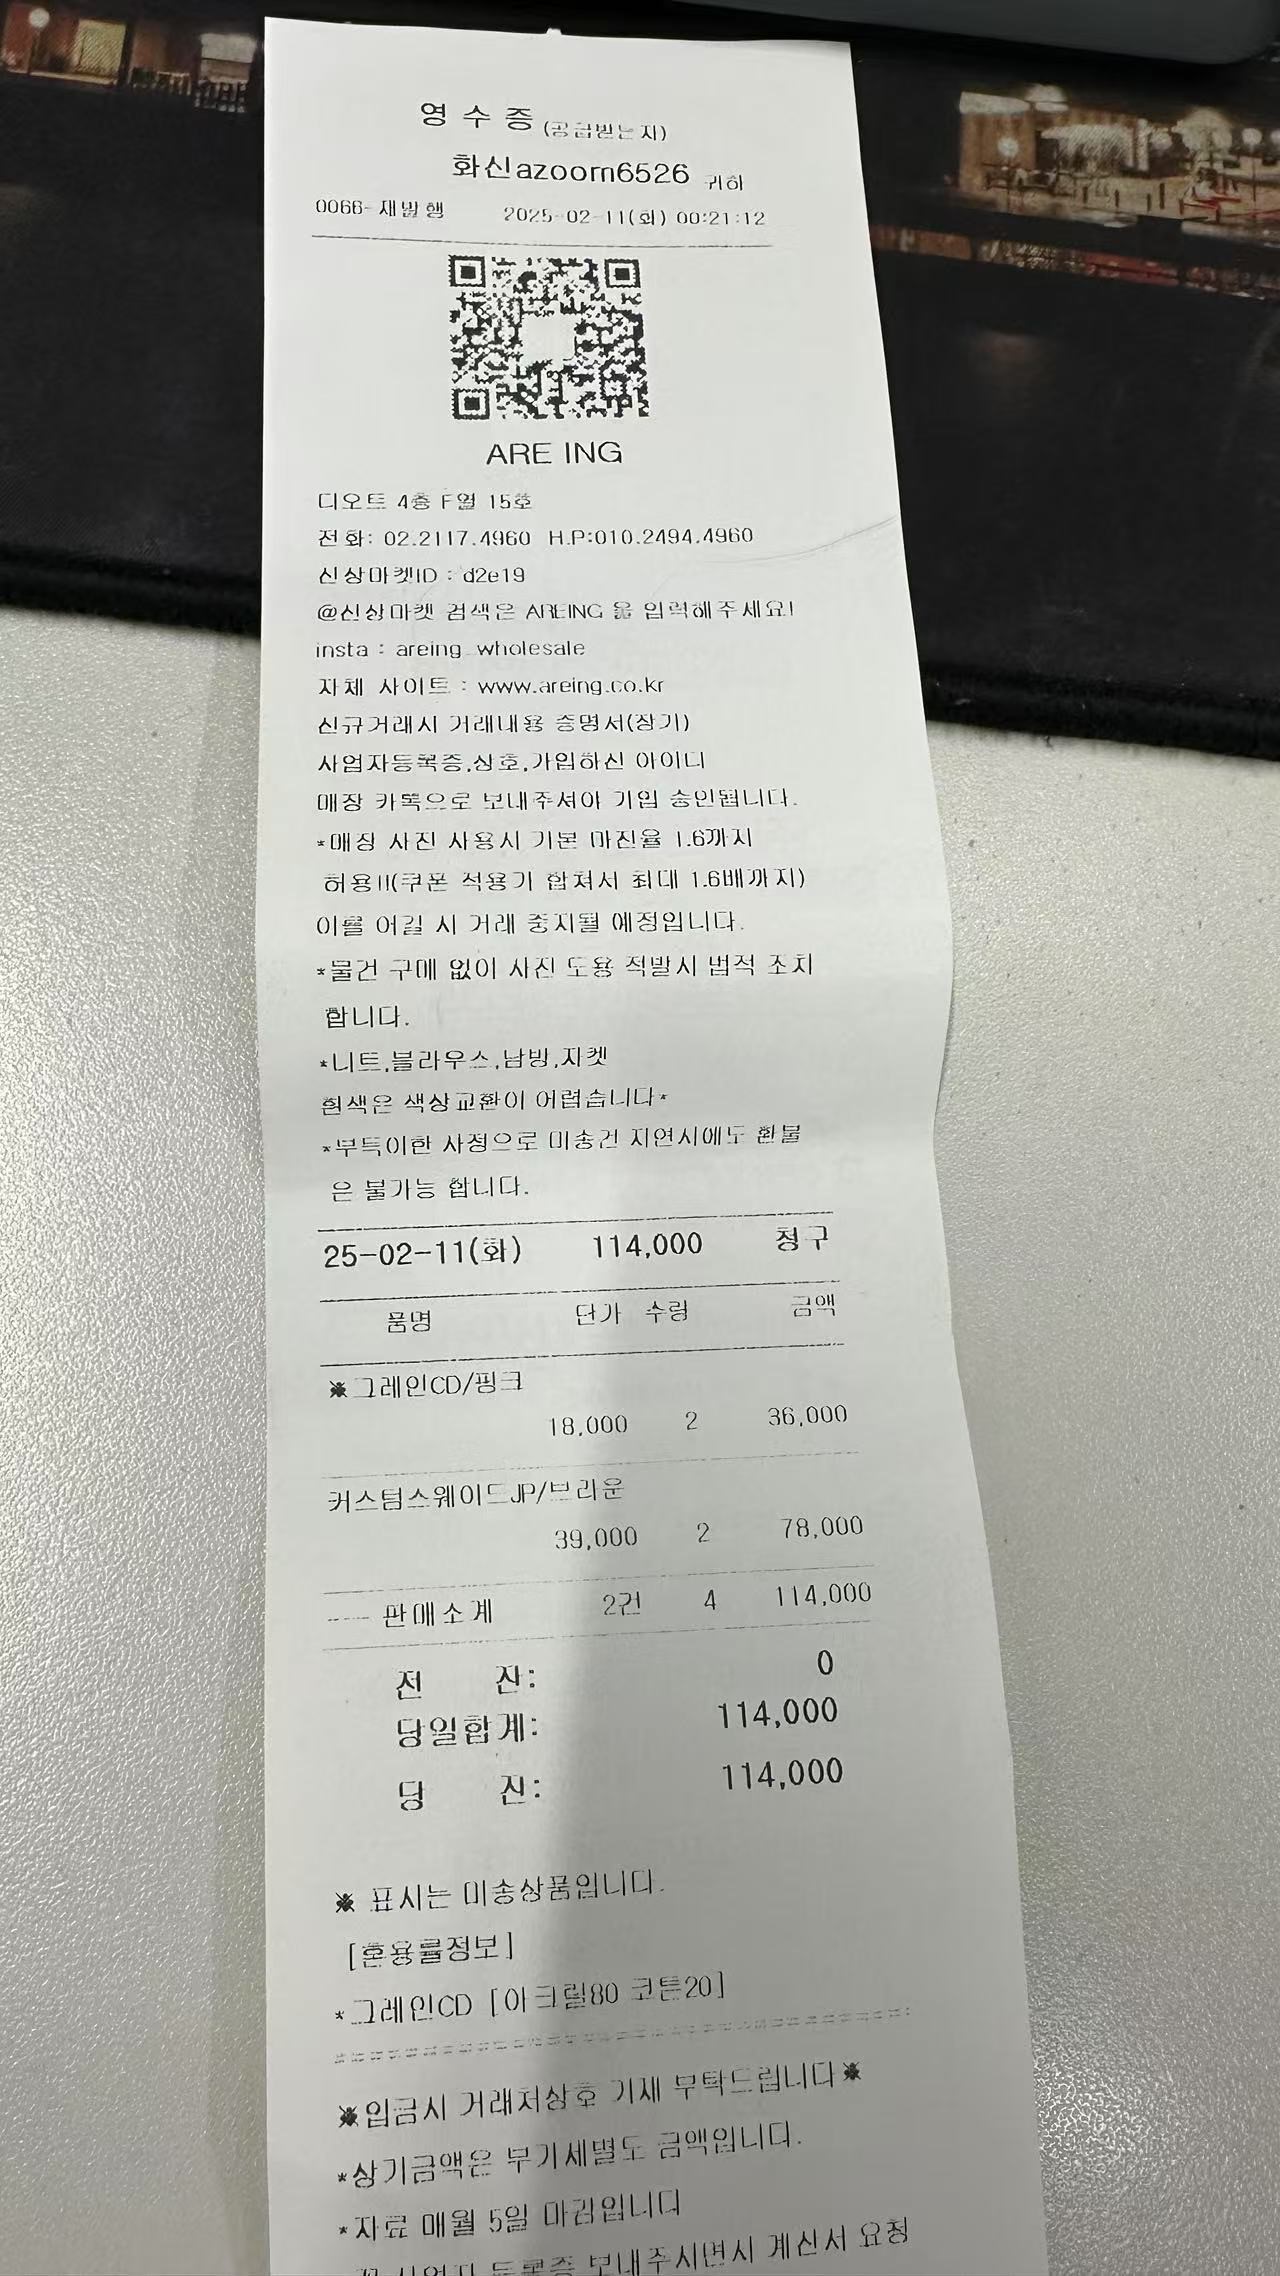 영 수 증 (공급받는자)
화신azoom6526 귀하
0066-재발행 2025-02-11(화) 00:21:12
ARE ING
디오트 4층 F열 15호
전화: 02.2117.4960 H.P:010.2494.4960
신상마켓ID : d2e19
@신상마켓 검색은 AREING 을 입력해주세요!
insta : areing_wholesale
자체 사이트 : www.areing.co.kr
신규거래시 거래내용 증명서(장기)
사업자등록증,상호,가입하신 아이디
매장 카톡으로 보내주셔야 가입 승인됩니다.
*매장 사진 사용시 기본 마진율 1.6까지
허용!!(쿠폰 적용가 합쳐서 최대 1.6배까지)
이를 어길 시 거래 중지될 예정입니다.
*물건 구매 없이 사진 도용 적발시 법적 조치
합니다.
*니트,블라우스,남방,자켓
흰색은 색상교환이 어렵습니다*
*부득이한 사정으로 미송건 지연시에도 환불
은 불가능 합니다.
25-02-11(화) 114,000 청구
품명 단가 수량 금액
※그레인CD/핑크
18,000 2 36,000
커스텀스웨이드JP/브라운
39,000 2 78,000
---- 판매소계 2건 4 114,000
전 잔: 0
당일합계: 114,000
당 잔: 114,000
※ 표시는 미송상품입니다.
[혼용률정보]
*그레인CD [아크릴80 코튼20]
※입금시 거래처상호 기재 부탁드립니다※
*상기금액은 부가세별도 금액입니다.
*자료 매월 5일 마감입니다
꼭 사업자 등록증 보내주시면서 계산서 요청